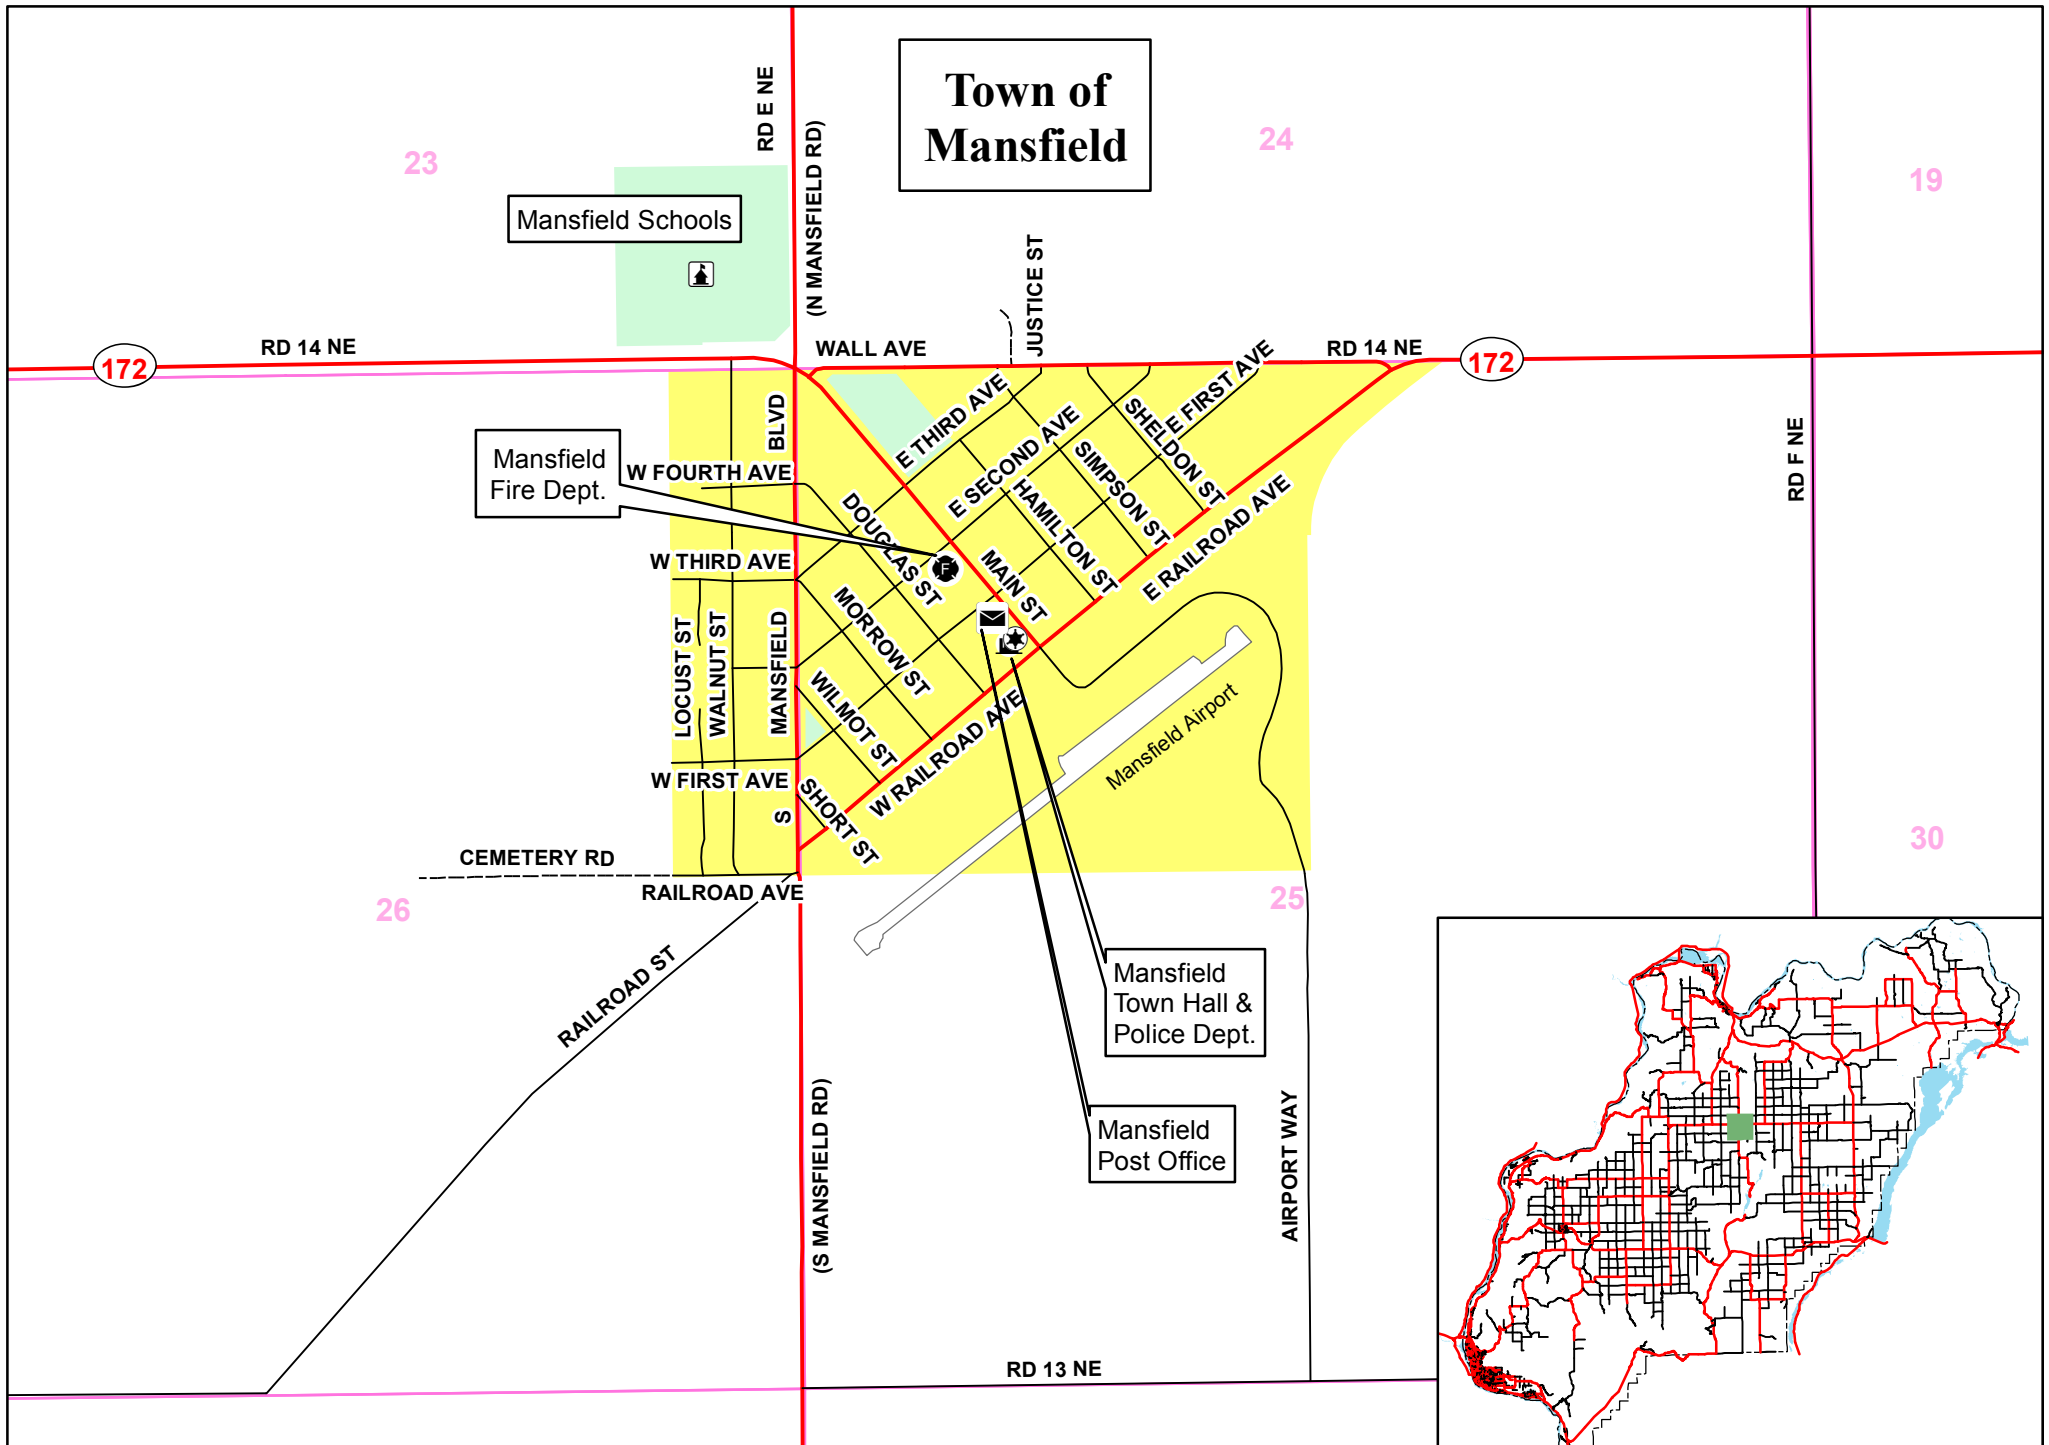 Town of
Mansfield
RD E NE
(N MANSFIELD RD)
23
24
19
Mansfield Schools
JUSTICE ST
172
RD 14 NE
WALL AVE
RD 14 NE
172
E FIRST AVE
E THIRD AVE
E SECOND AVE
SHELDON ST
SIMPSON ST
HAMILTON ST
BLVD
RD F NE
Mansfield
Fire Dept.
W FOURTH AVE
DOUGLAS ST
F
MAIN ST
E RAILROAD AVE
W THIRD AVE
MORROW ST
LOCUST ST
WALNUT ST
MANSFIELD
WILMOT ST
W RAILROAD AVE
Mansfield Airport
W FIRST AVE
S
SHORT ST
CEMETERY RD
RAILROAD AVE
26
25
30
RAILROAD ST
Mansfield
Town Hall &
Police Dept.
Mansfield
Post Office
(S MANSFIELD RD)
AIRPORT WAY
RD 13 NE